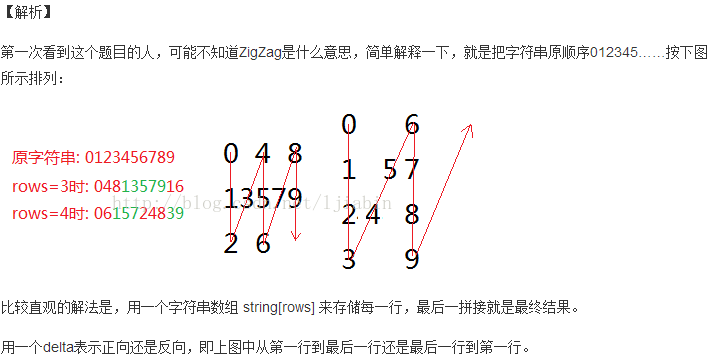 【解析】
第一次看到这个题目的人，可能不知道ZigZag是什么意思，简单解释一下，就是把字符串原顺序012345……按下图
所示排列：
原字符串: 0123456789
rows=3时: 0481357916
rows=4时: 0615724839
0 4 8
13579
2 6
0 6
1 5 7
2 4 8
3 9
http://blog.csdn.net/ljiabin
比较直观的解法是，用一个字符串数组 string[rows] 来存储每一行，最后一拼接就是最终结果。
用一个delta表示正向还是反向，即上图中从第一行到最后一行还是最后一行到第一行。